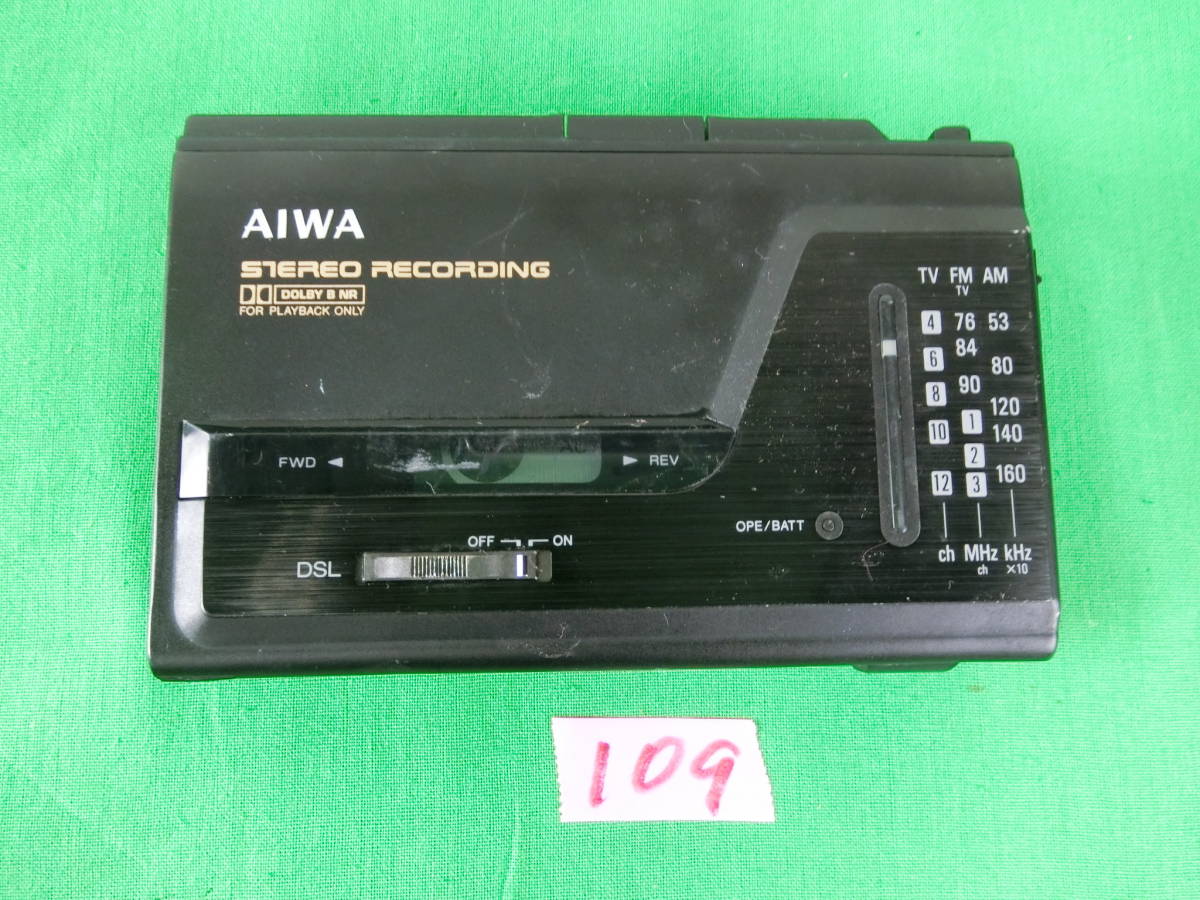 AIWA
STEREO RECORDING
DOLBY B NR
FOR PLAYBACK ONLY
TV FM AM
TV
4 76 53
6 84
80
8 90
1 120
10 140
2
12 3 160
ch MHz kHz
ch ×10
FWD ◄ ► REV
OPE/BATT
OFF ON
DSL
109